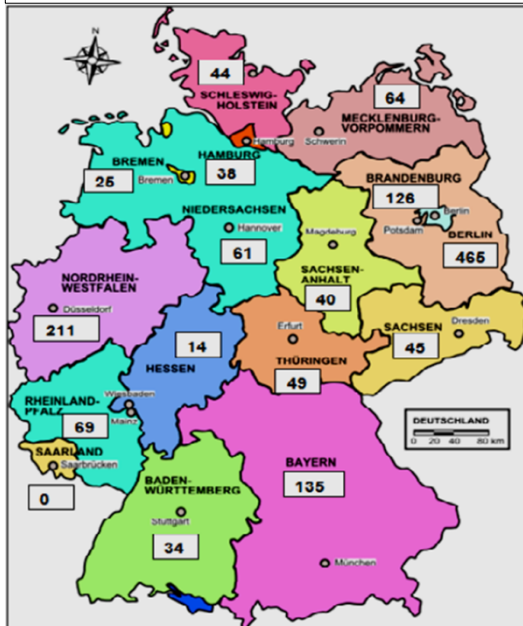 N
44
SCHLESWIG-
HOLSTEIN
64
MECKLENBURG-
VORPOMMERN
Hamburg
Schwerin
HAMBURG
38
BREMEN
Bremen
25
BRANDENBURG
126
Berlin
Potsdam
BERLIN
465
NIEDERSACHSEN
Hannover
61
Magdeburg
SACHSEN-
ANHALT
40
NORDRHEIN-
WESTFALEN
Düsseldorf
211
14
HESSEN
Erfurt
THÜRINGEN
49
SACHSEN
Dresden
45
RHEINLAND-
PFALZ
69
Wiesbaden
Mainz
SAARLAND
Saarbrücken
0
DEUTSCHLAND
0 20 40 80 km
BAYERN
135
München
BADEN-
WÜRTTEMBERG
Stuttgart
34